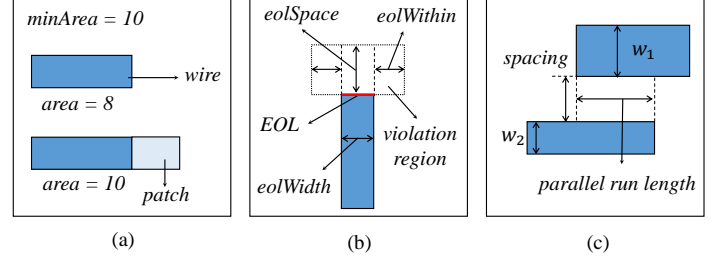 minArea = 10
wire
area = 8
area = 10
patch
(a)
eolSpace
eolWithin
EOL
violation
region
eolWidth
(b)
w1
spacing
w2
parallel run length
(c)